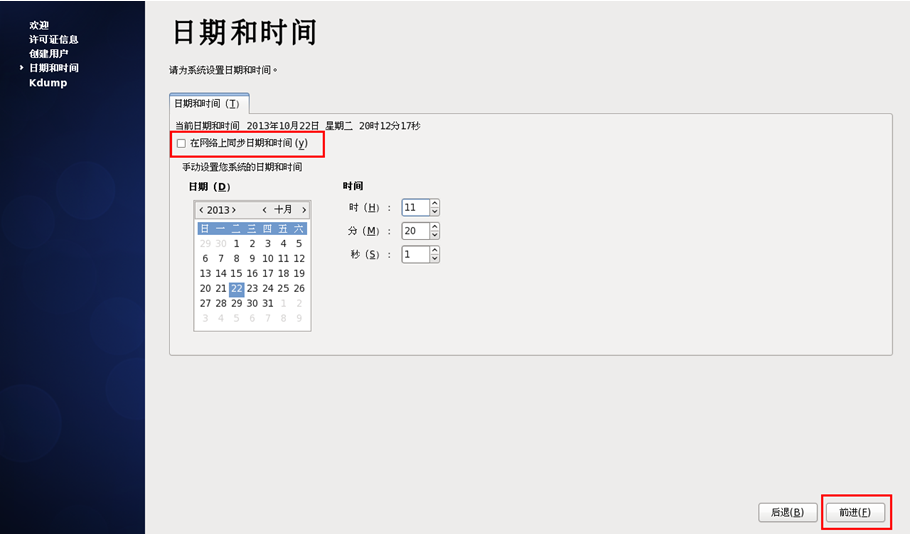 欢迎
许可证信息
创建用户
日期和时间
Kdump
日期和时间
请为系统设置日期和时间。
日期和时间 (T)
当前日期和时间 2013年10月22日 星期二 20时12分17秒
在网络上同步日期和时间(y)
手动设置您系统的日期和时间
日期 (D)
2013 十月
日 一 二 三 四 五 六
29 30 1 2 3 4 5
6 7 8 9 10 11 12
13 14 15 16 17 18 19
20 21 22 23 24 25 26
27 28 29 30 31 1 2
3 4 5 6 7 8 9
时间
时 (H) : 11
分 (M) : 20
秒 (S) : 1
后退(B) 前进(F)